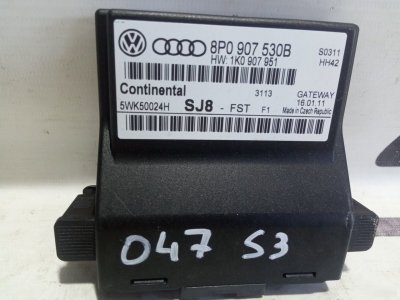 8P0 907 530B
HW: 1K0 907 951
S0311
HH42
Continental
3113
GATEWAY
16.01.11
5WK50024H
SJ8 - FST F1
Made in Czech Republic
047 S3